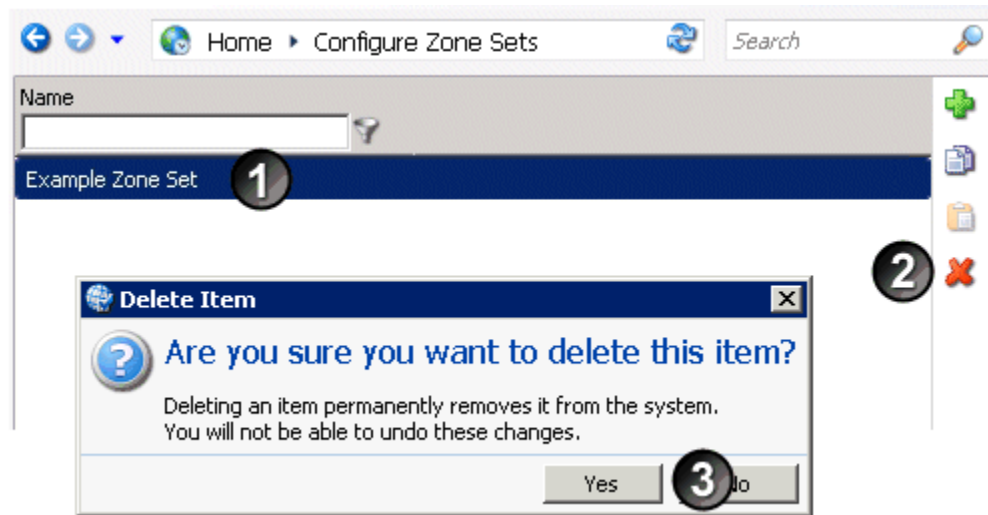 Home ▸ Configure Zone Sets
Search
Name
Example Zone Set
1
2
Delete Item
Are you sure you want to delete this item?
Deleting an item permanently removes it from the system.
You will not be able to undo these changes.
Yes
3